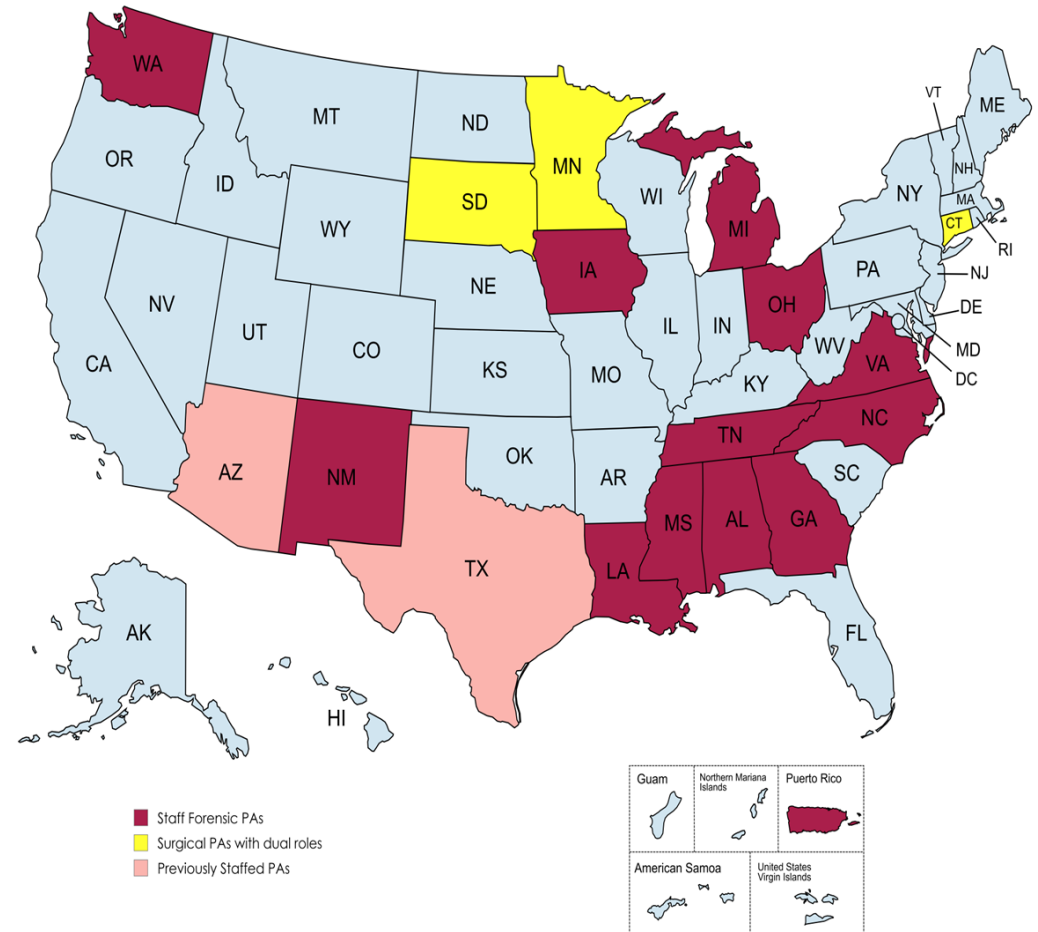 WA
MT
ND
MN
VT
ME
OR
ID
SD
WI
NH
NY
MA
WY
CT
MI
RI
IA
PA
NJ
NE
NV
OH
DE
UT
IL
IN
CO
WV
MD
CA
KS
MO
VA
KY
DC
NC
TN
OK
AZ
NM
AR
SC
MS
AL
GA
TX
LA
AK
FL
HI
Guam
Northern Mariana
Islands
Puerto Rico
Staff Forensic PAs
Surgical PAs with dual roles
Previously Staffed PAs
American Samoa
United States
Virgin Islands